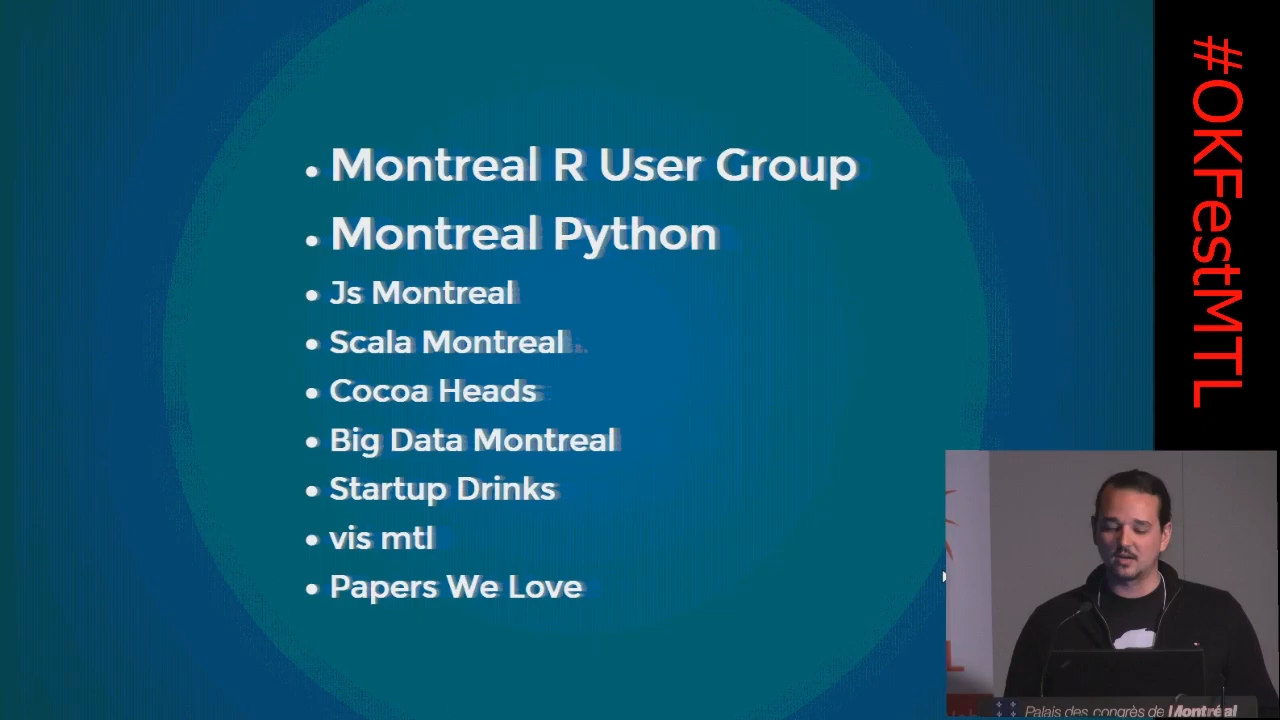 • Montreal R User Group
• Montreal Python
• Js Montreal
• Scala Montreal
• Cocoa Heads
• Big Data Montreal
• Startup Drinks
• vis mtl
• Papers We Love
#OKFestMTL
Palais des congrès de Montréal